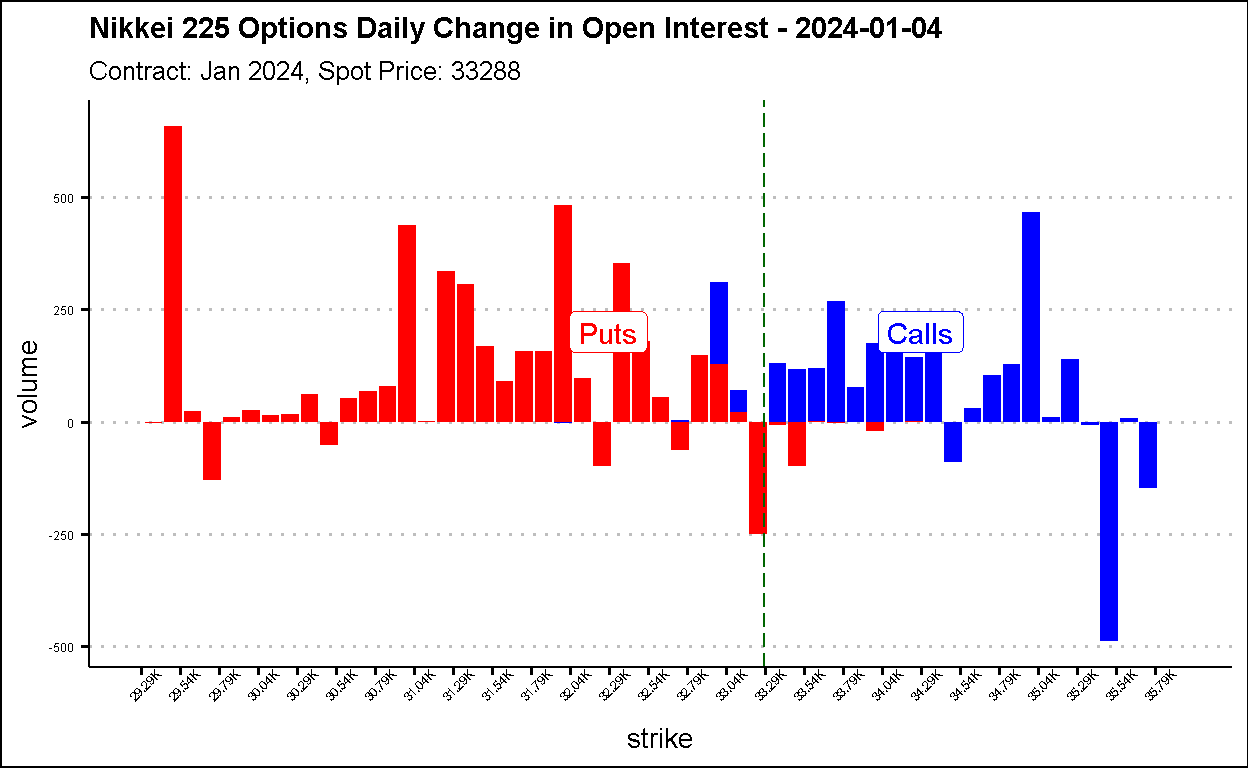 Nikkei 225 Options Daily Change in Open Interest - 2024-01-04
Contract: Jan 2024, Spot Price: 33288
volume
500
250
0
-250
-500
Puts
Calls
29.29K 29.54K 29.79K 30.04K 30.29K 30.54K 30.79K 31.04K 31.29K 31.54K 31.79K 32.04K 32.29K 32.54K 32.79K 33.04K 33.29K 33.54K 33.79K 34.04K 34.29K 34.54K 34.79K 35.04K 35.29K 35.54K 35.79K
strike